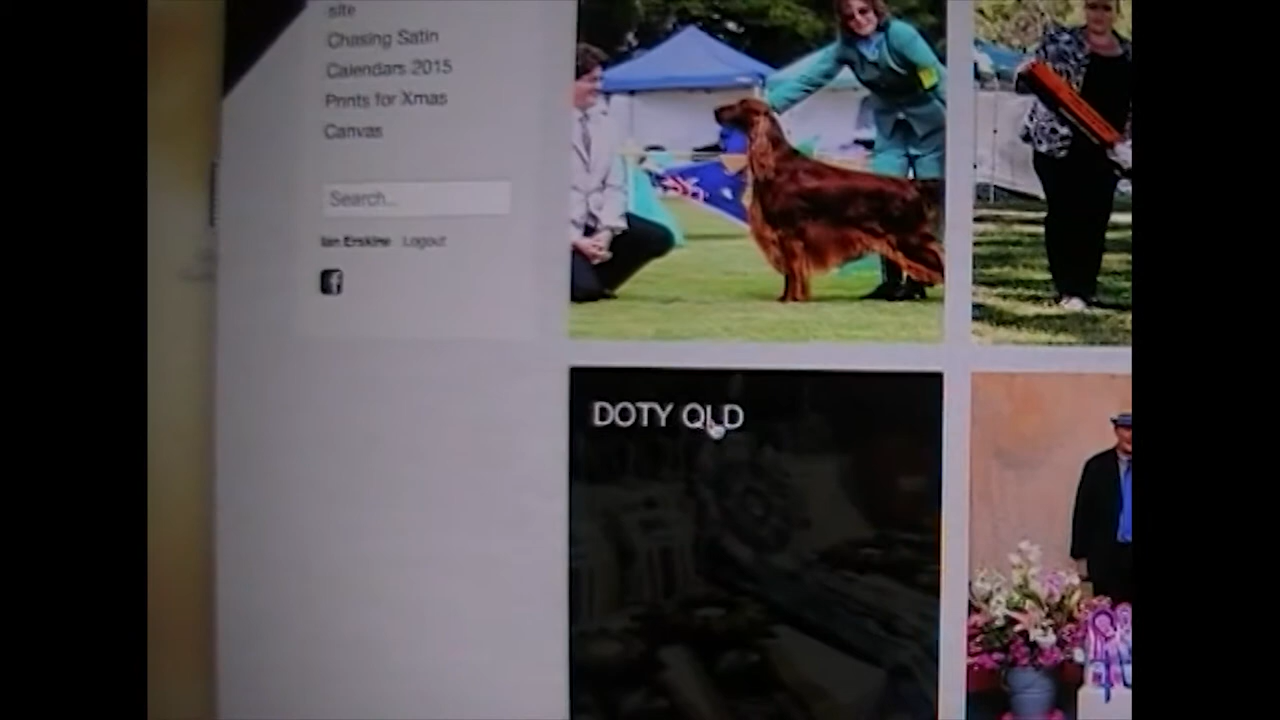 site
Chasing Satin
Calendars 2015
Prints for Xmas
Canvas
Search...
Ian Erskine Logout
f
DOTY QLD